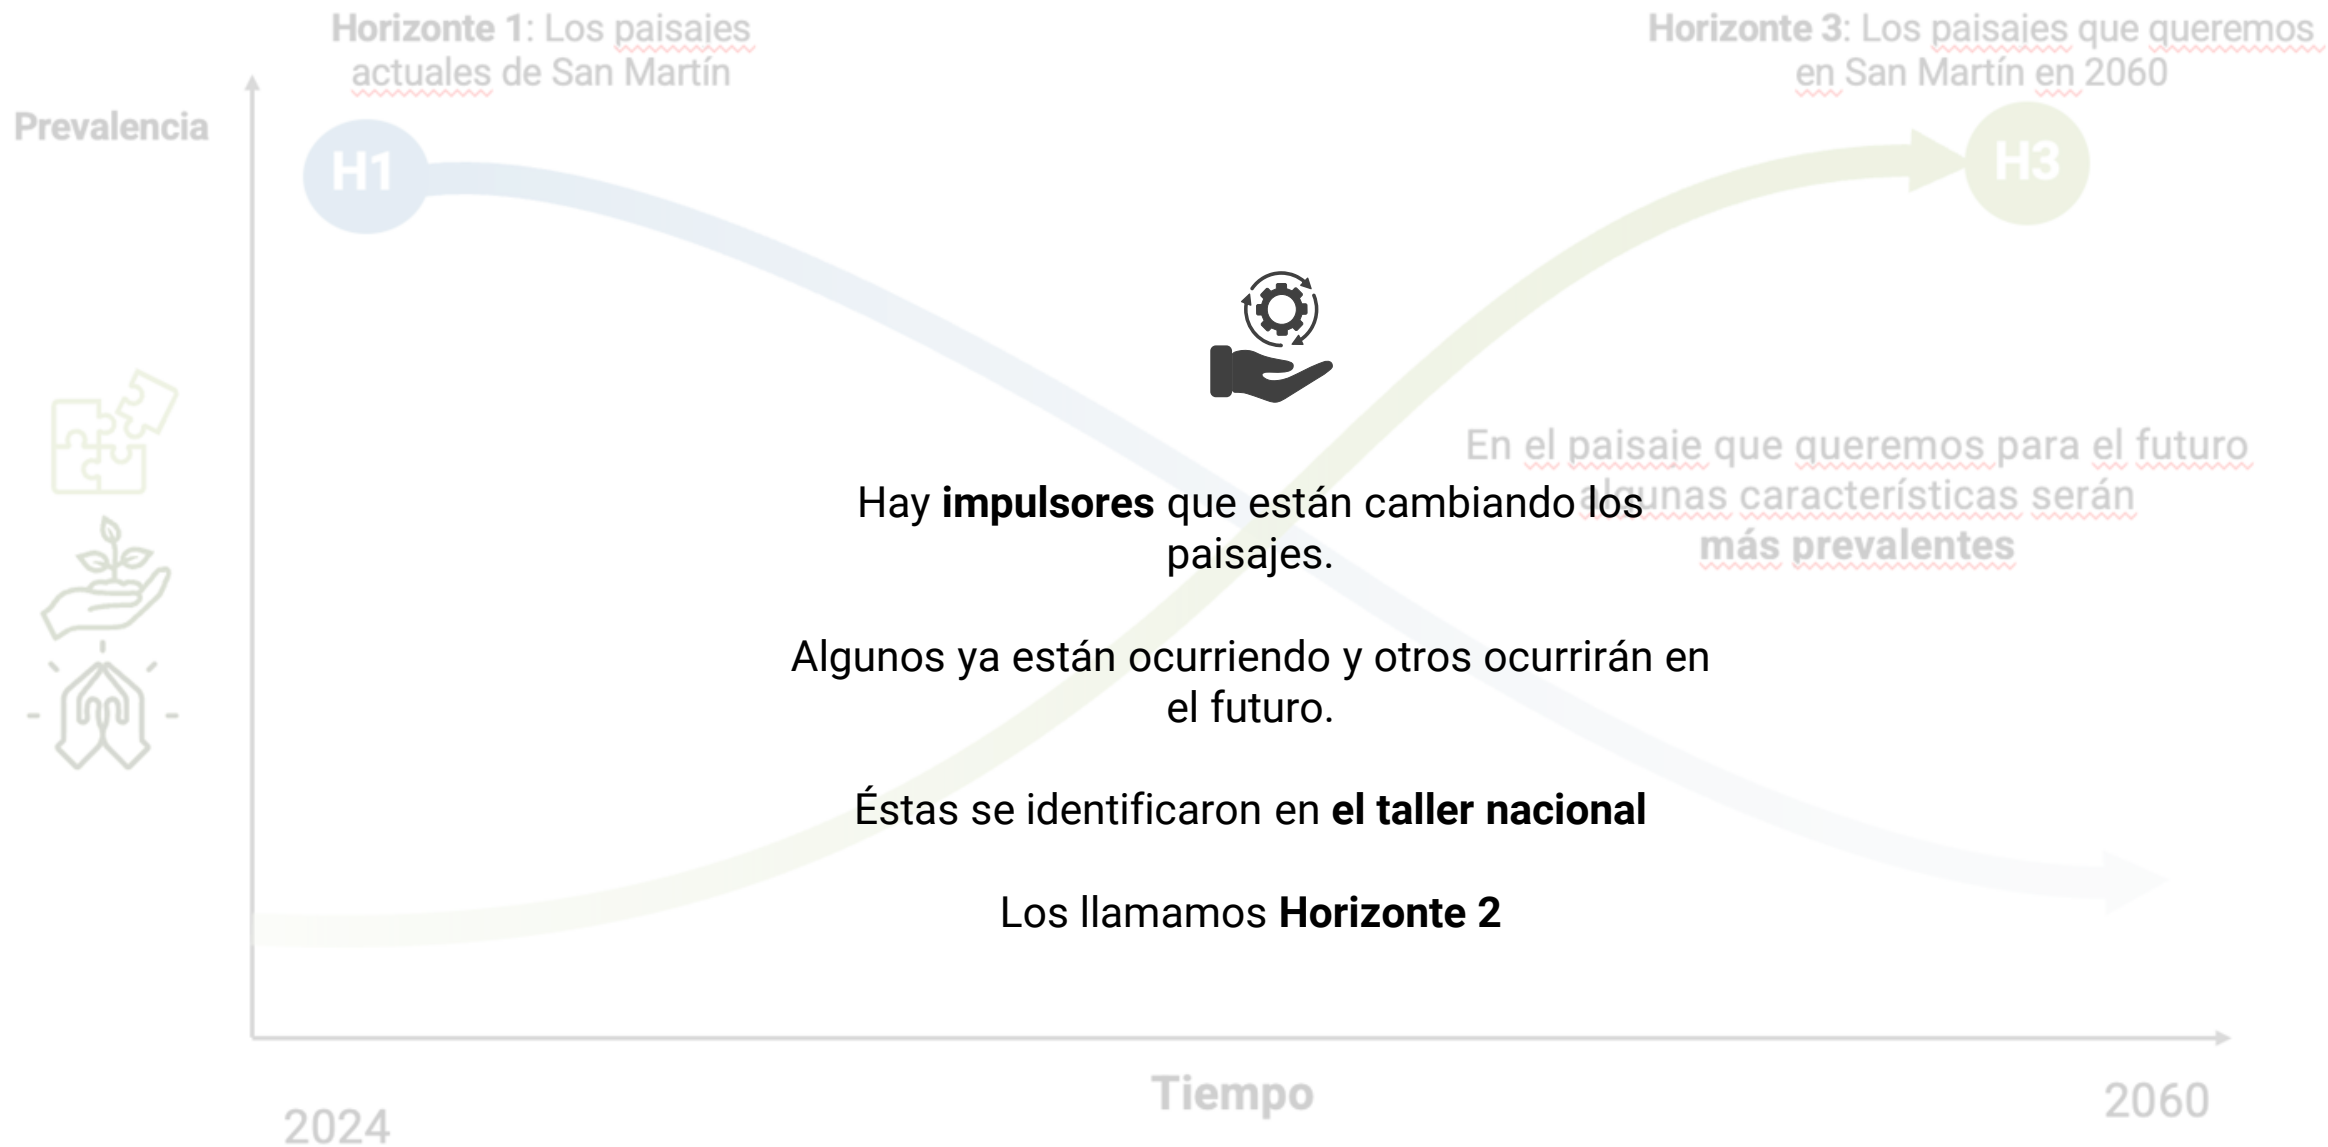 Horizonte 1: Los paisajes
actuales de San Martín
Horizonte 3: Los paisajes que queremos
en San Martín en 2060
Prevalencia
H1
H3
En el paisaje que queremos para el futuro
algunas características serán
más prevalentes
Hay impulsores que están cambiando los
paisajes.
Algunos ya están ocurriendo y otros ocurrirán en
el futuro.
Éstas se identificaron en el taller nacional
Los llamamos Horizonte 2
Tiempo
2024
2060